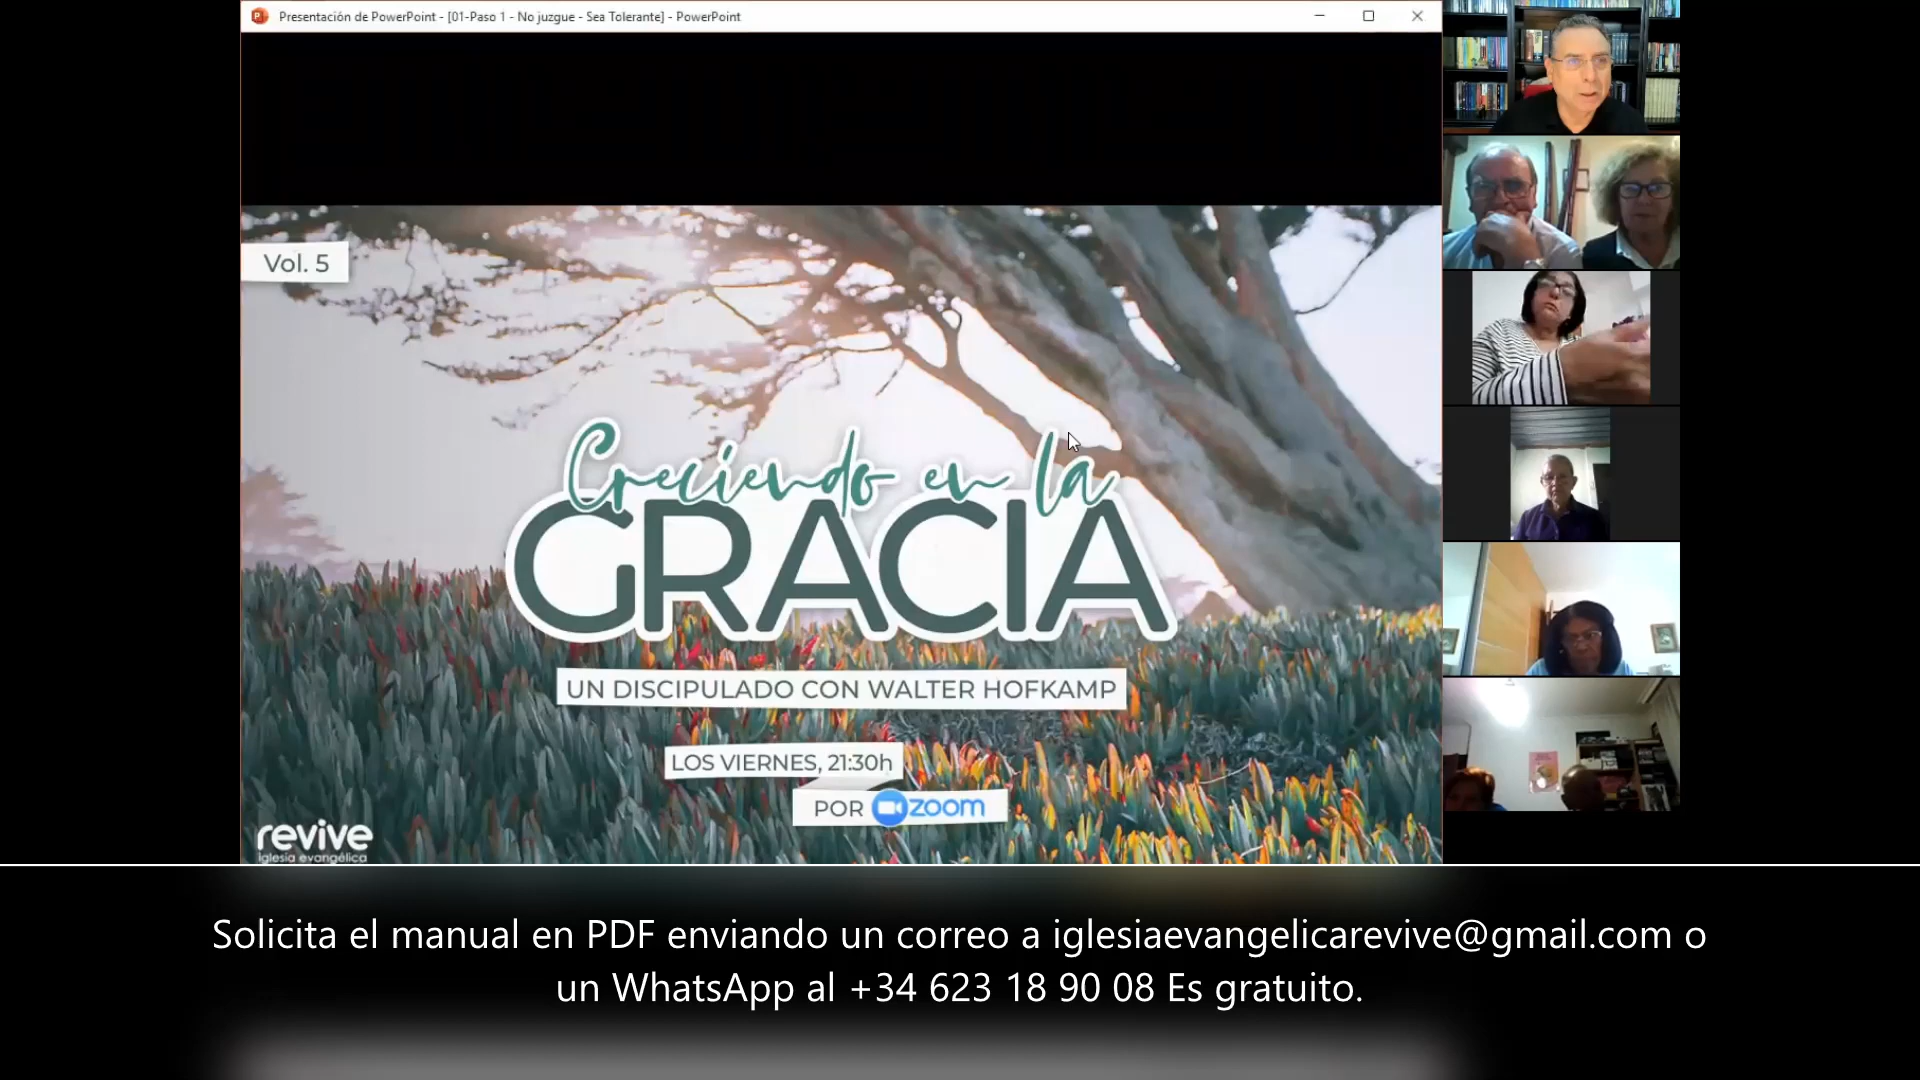 Presentación de PowerPoint - [01-Paso 1 - No juzgue - Sea Tolerante] - PowerPoint
Vol. 5
Creciendo en la
GRACIA
UN DISCIPULADO CON WALTER HOFKAMP
LOS VIERNES, 21:30h
POR zoom
revive
iglesia evangélica
Solicita el manual en PDF enviando un correo a iglesiaevangelicarevive@gmail.com o
un WhatsApp al +34 623 18 90 08 Es gratuito.